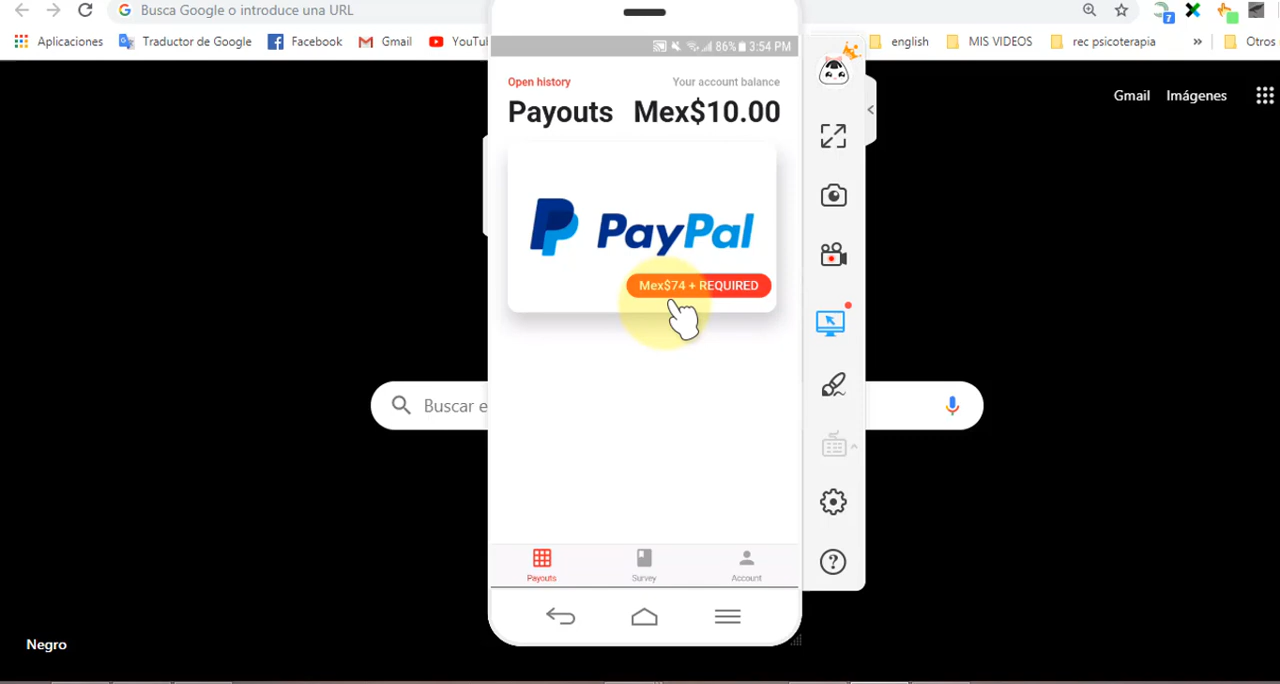 Busca Google o introduce una URL
Aplicaciones Traductor de Google Facebook Gmail YouTu english MIS VIDEOS rec psicoterapia » Otros
7
86% 3:54 PM
Gmail Imágenes
Open history Your account balance
Payouts Mex$10.00
PayPal
Mex$74 + REQUIRED
Buscar e
Payouts Survey Account
Negro